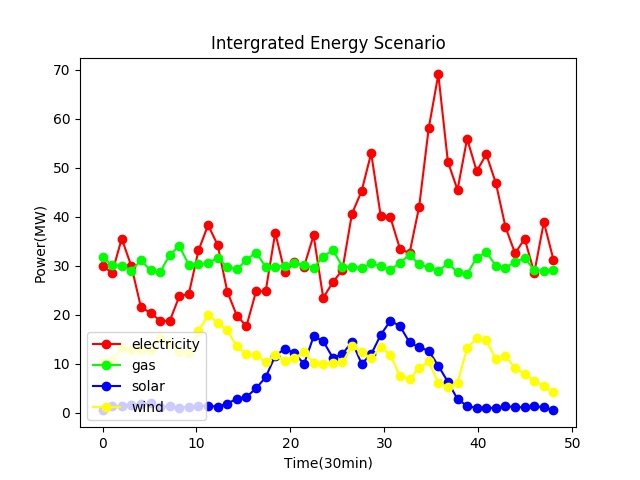 Intergrated Energy Scenario
Power(MW)
70
60
50
40
30
20
10
0
electricity
gas
solar
wind
0 10 20 30 40 50
Time(30min)